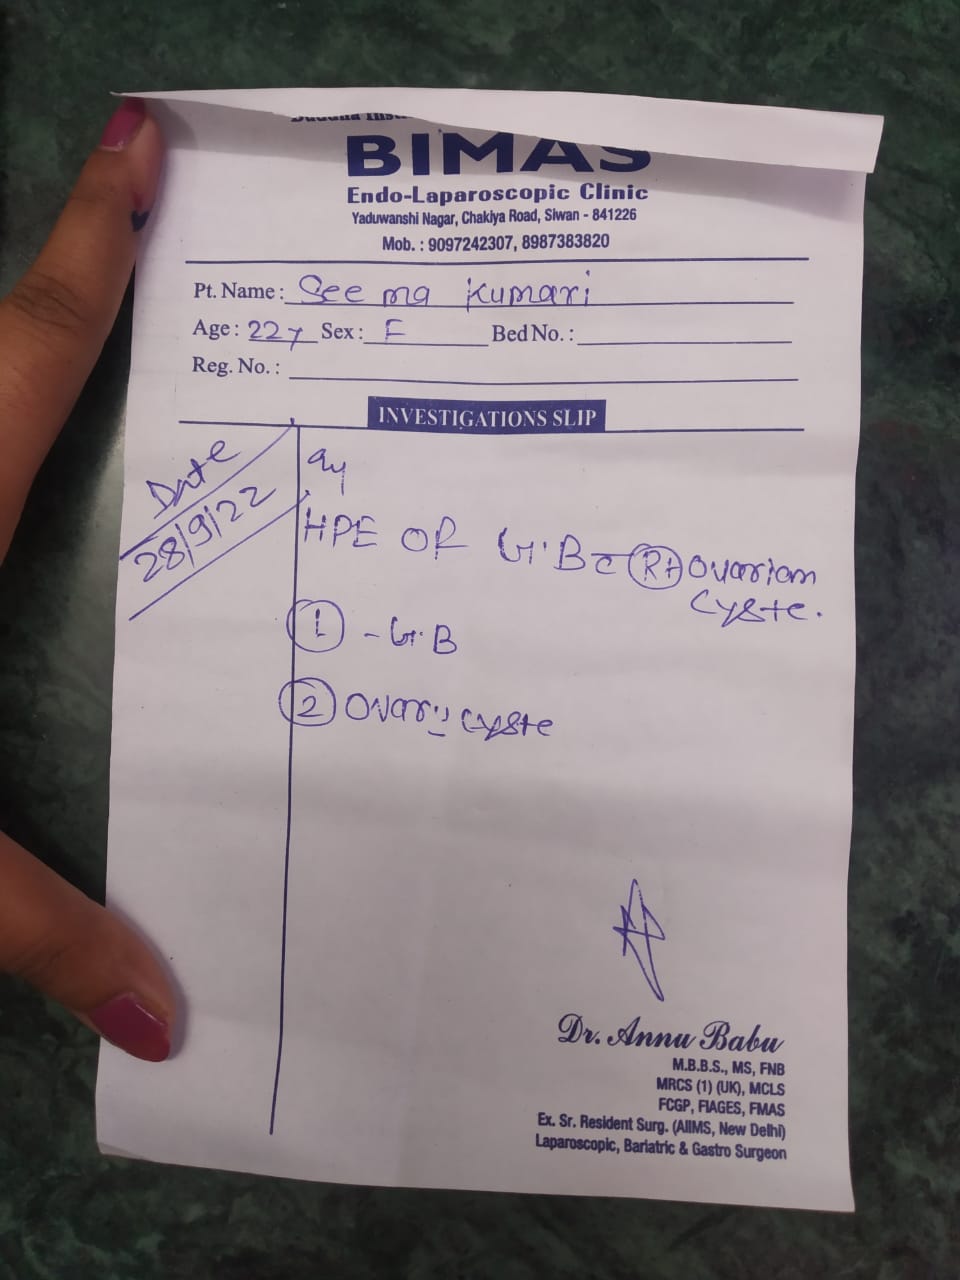 BIMAS
Endo-Laparoscopic Clinic
Yaduwanshi Nagar, Chakiya Road, Siwan - 841226
Mob. : 9097242307, 8987383820
Pt. Name : Seema Kumari
Age : 22y Sex : F Bed No. :
Reg. No. :
INVESTIGATIONS SLIP
Date
28/9/22
HPE OF G.B c (Rt) Ovarian
cyste.
(1) - G.B
(2) Ovary cyste
Dr. Annu Babu
M.B.B.S., MS, FNB
MRCS (1) (UK), MCLS
FCGP, FIAGES, FMAS
Ex. Sr. Resident Surg. (AIIMS, New Delhi)
Laparoscopic, Bariatric & Gastro Surgeon